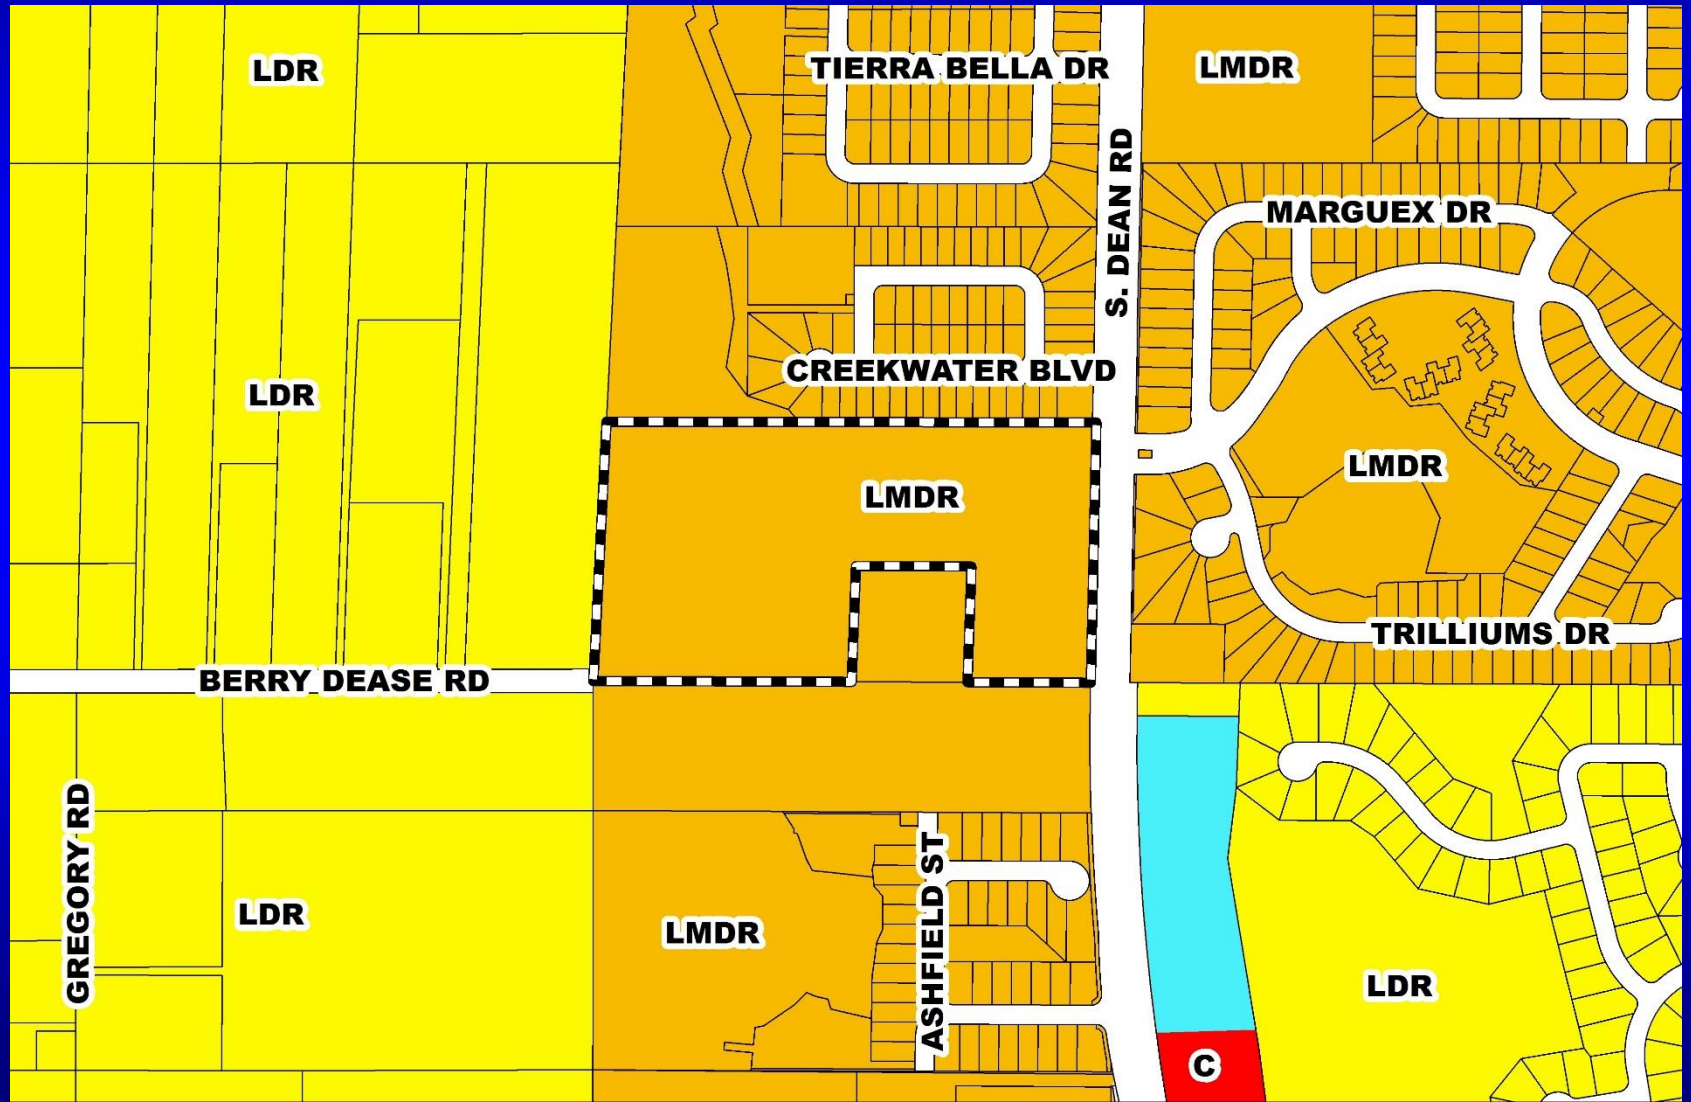 LDR
TIERRA BELLA DR
LMDR
S. DEAN RD
MARGUEX DR
LDR
CREEKWATER BLVD
LMDR
LMDR
TRILLIUMS DR
BERRY DEASE RD
GREGORY RD
LDR
LMDR
ASHFIELD ST
LDR
C